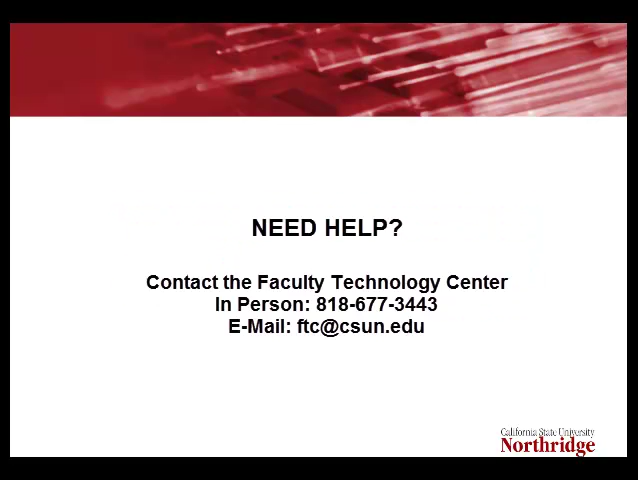 NEED HELP?
Contact the Faculty Technology Center
In Person: 818-677-3443
E-Mail: ftc@csun.edu
California State University
Northridge